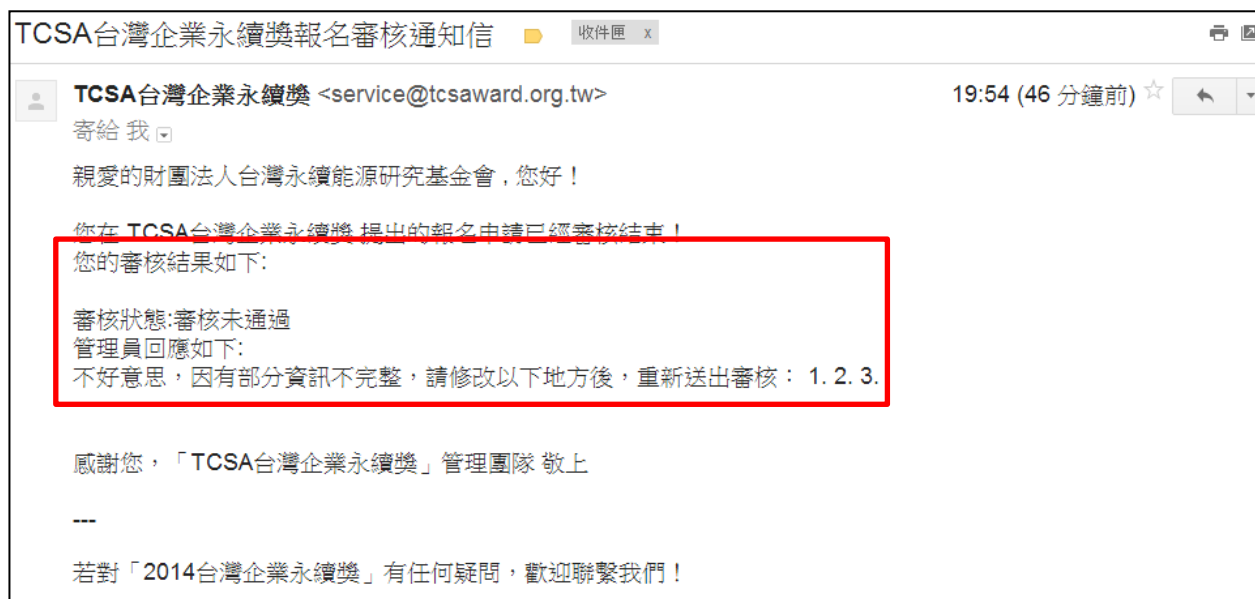 TCSA台灣企業永續獎報名審核通知信 收件匣 x
TCSA台灣企業永續獎 <service@tcsaward.org.tw> 19:54 (46 分鐘前)
寄給 我
親愛的財團法人台灣永續能源研究基金會 , 您好！
您在 TCSA台灣企業永續獎 提出的報名申請已經審核結束！
您的審核結果如下:
審核狀態:審核未通過
管理員回應如下:
不好意思，因有部分資訊不完整，請修改以下地方後，重新送出審核： 1. 2. 3.
感謝您，「TCSA台灣企業永續獎」管理團隊 敬上
---
若對「2014台灣企業永續獎」有任何疑問，歡迎聯繫我們！